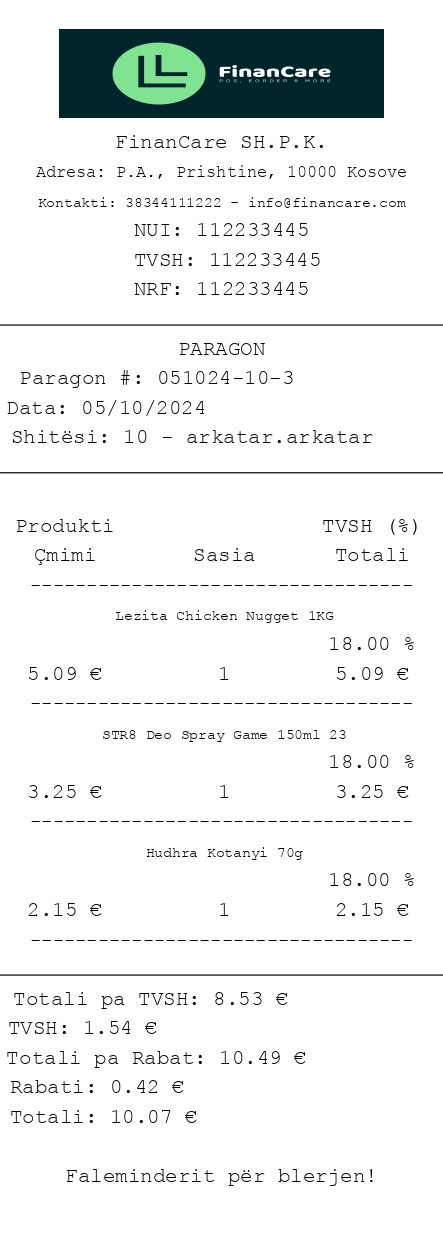 FinanCare
POS, EORDER & MORE
FinanCare SH.P.K.
Adresa: P.A., Prishtine, 10000 Kosove
Kontakti: 38344111222 - info@financare.com
NUI: 112233445
TVSH: 112233445
NRF: 112233445
PARAGON
Paragon #: 051024-10-3
Data: 05/10/2024
Shitësi: 10 - arkatar.arkatar
Produkti TVSH (%)
Çmimi Sasia Totali
----------------------------------
Lezita Chicken Nugget 1KG
18.00 %
5.09 € 1 5.09 €
----------------------------------
STR8 Deo Spray Game 150ml 23
18.00 %
3.25 € 1 3.25 €
----------------------------------
Hudhra Kotanyi 70g
18.00 %
2.15 € 1 2.15 €
----------------------------------
Totali pa TVSH: 8.53 €
TVSH: 1.54 €
Totali pa Rabat: 10.49 €
Rabati: 0.42 €
Totali: 10.07 €
Faleminderit për blerjen!